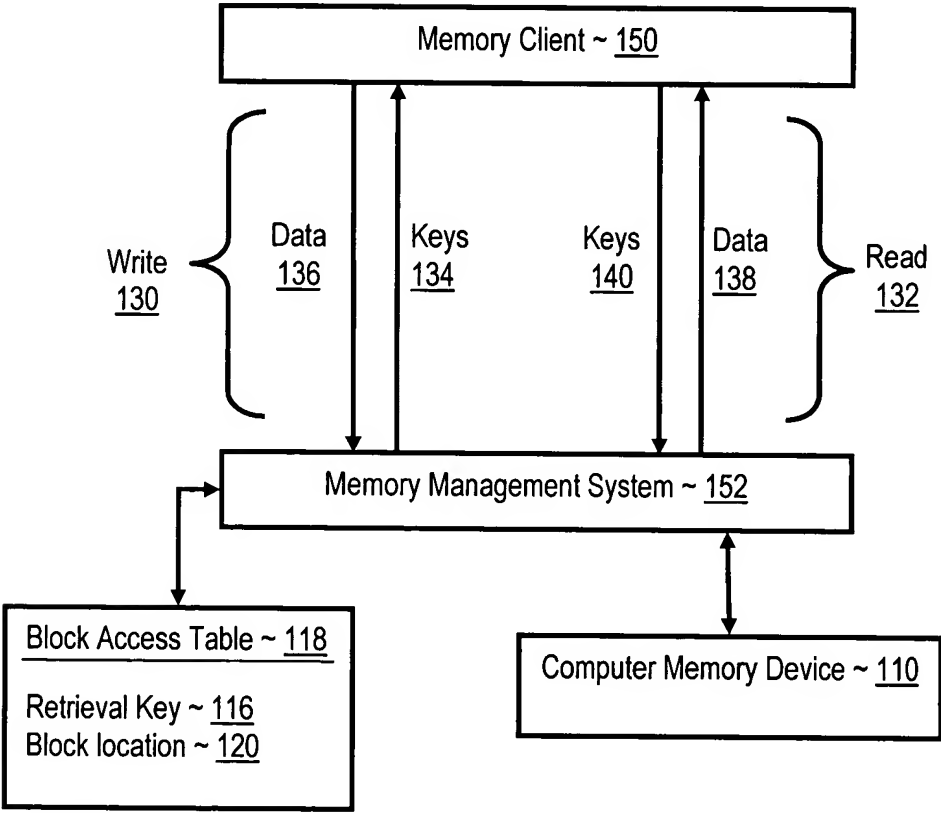 Memory Client ~ 150
Write
130
Data
136
Keys
134
Keys
140
Data
138
Read
132
Memory Management System ~ 152
Block Access Table ~ 118
Retrieval Key ~ 116
Block location ~ 120
Computer Memory Device ~ 110